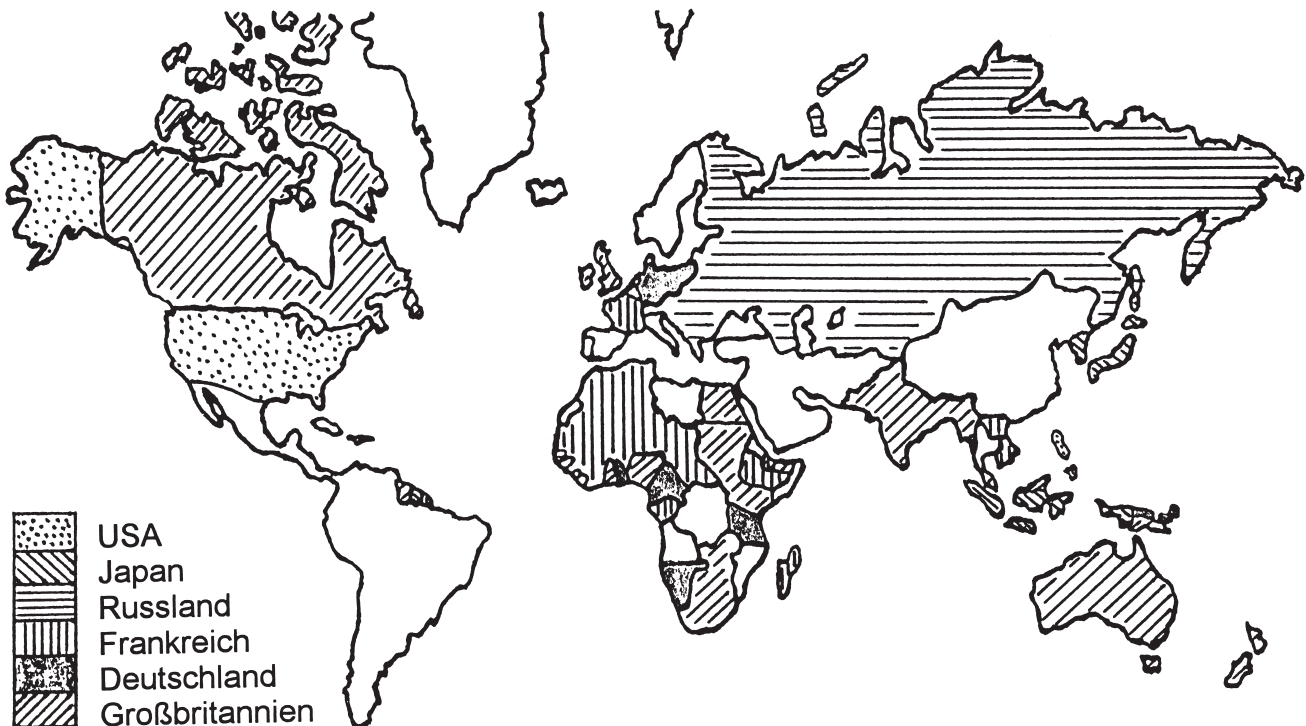 USA
Japan
Russland
Frankreich
Deutschland
Großbritannien